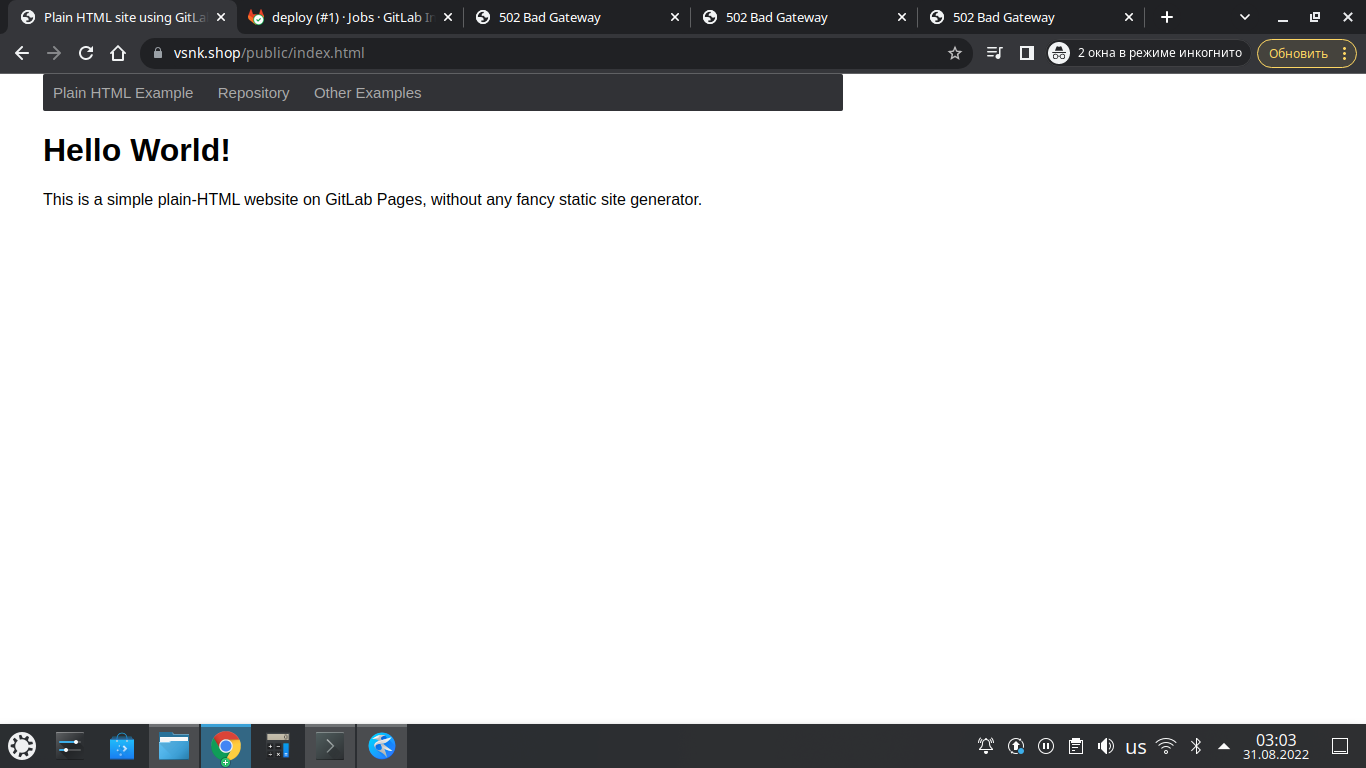 Plain HTML site using GitLa
deploy (#1) · Jobs · GitLab In
502 Bad Gateway
502 Bad Gateway
502 Bad Gateway
vsnk.shop/public/index.html
2 окна в режиме инкогнито
Обновить
Plain HTML Example
Repository
Other Examples
Hello World!
This is a simple plain-HTML website on GitLab Pages, without any fancy static site generator.
us
03:03
31.08.2022